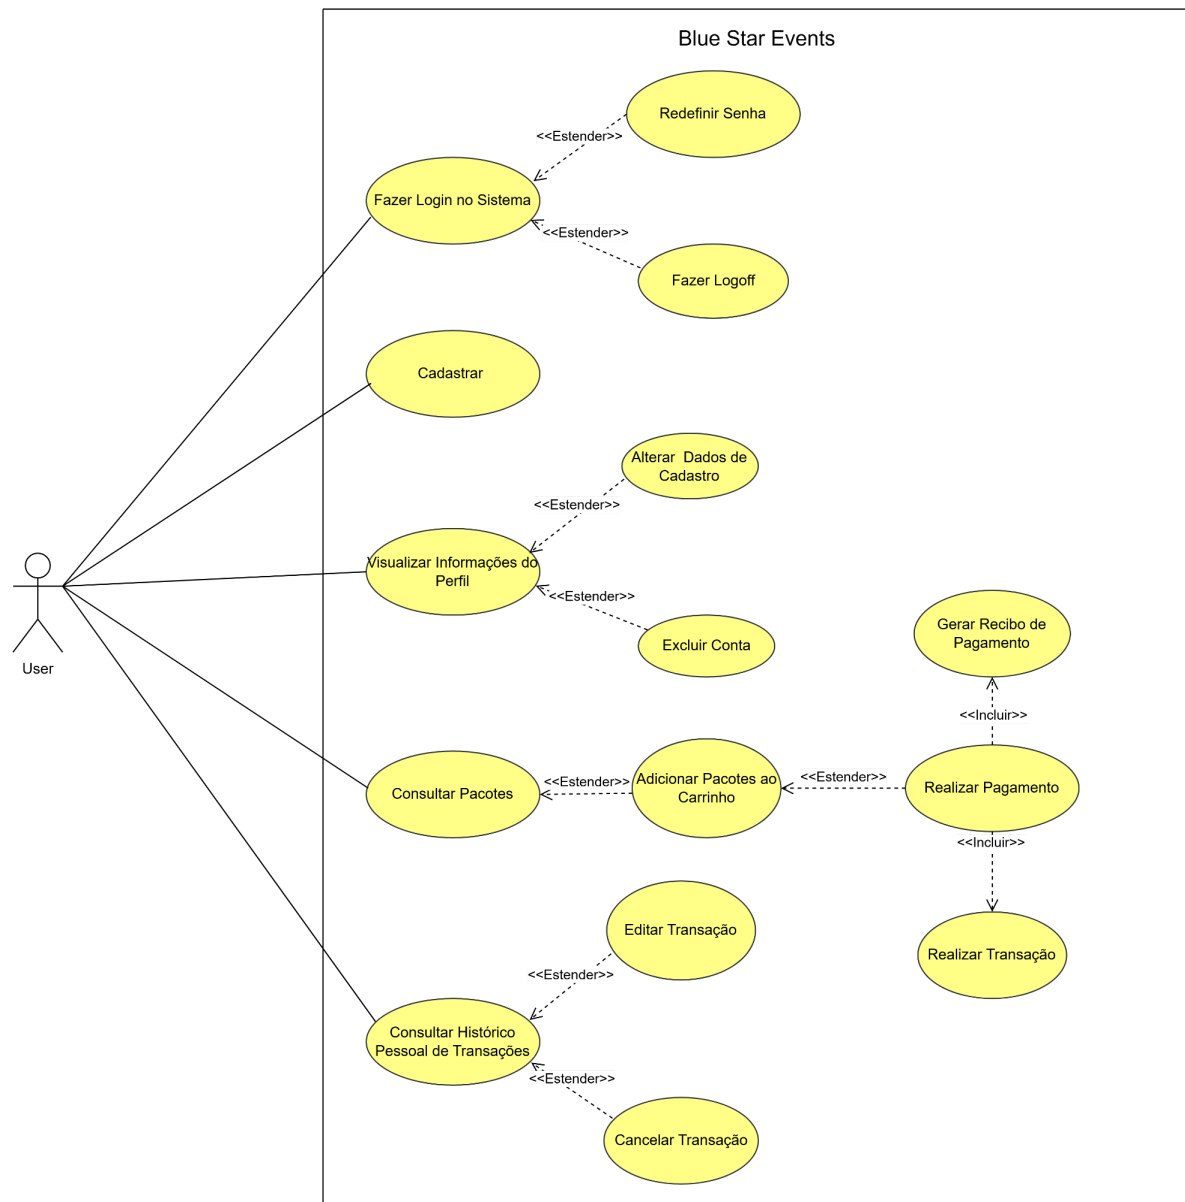 Blue Star Events
Redefinir Senha
<<Estender>>
Fazer Login no Sistema
<<Estender>>
Fazer Logoff
Cadastrar
Alterar  Dados de
Cadastro
<<Estender>>
Visualizar Informações do
Perfil
<<Estender>>
Excluir Conta
User
Gerar Recibo de
Pagamento
<<Incluir>>
Consultar Pacotes
<<Estender>>
Adicionar Pacotes ao
Carrinho
<<Estender>>
Realizar Pagamento
<<Incluir>>
Realizar Transação
Editar Transação
<<Estender>>
Consultar Histórico
Pessoal de Transações
<<Estender>>
Cancelar Transação